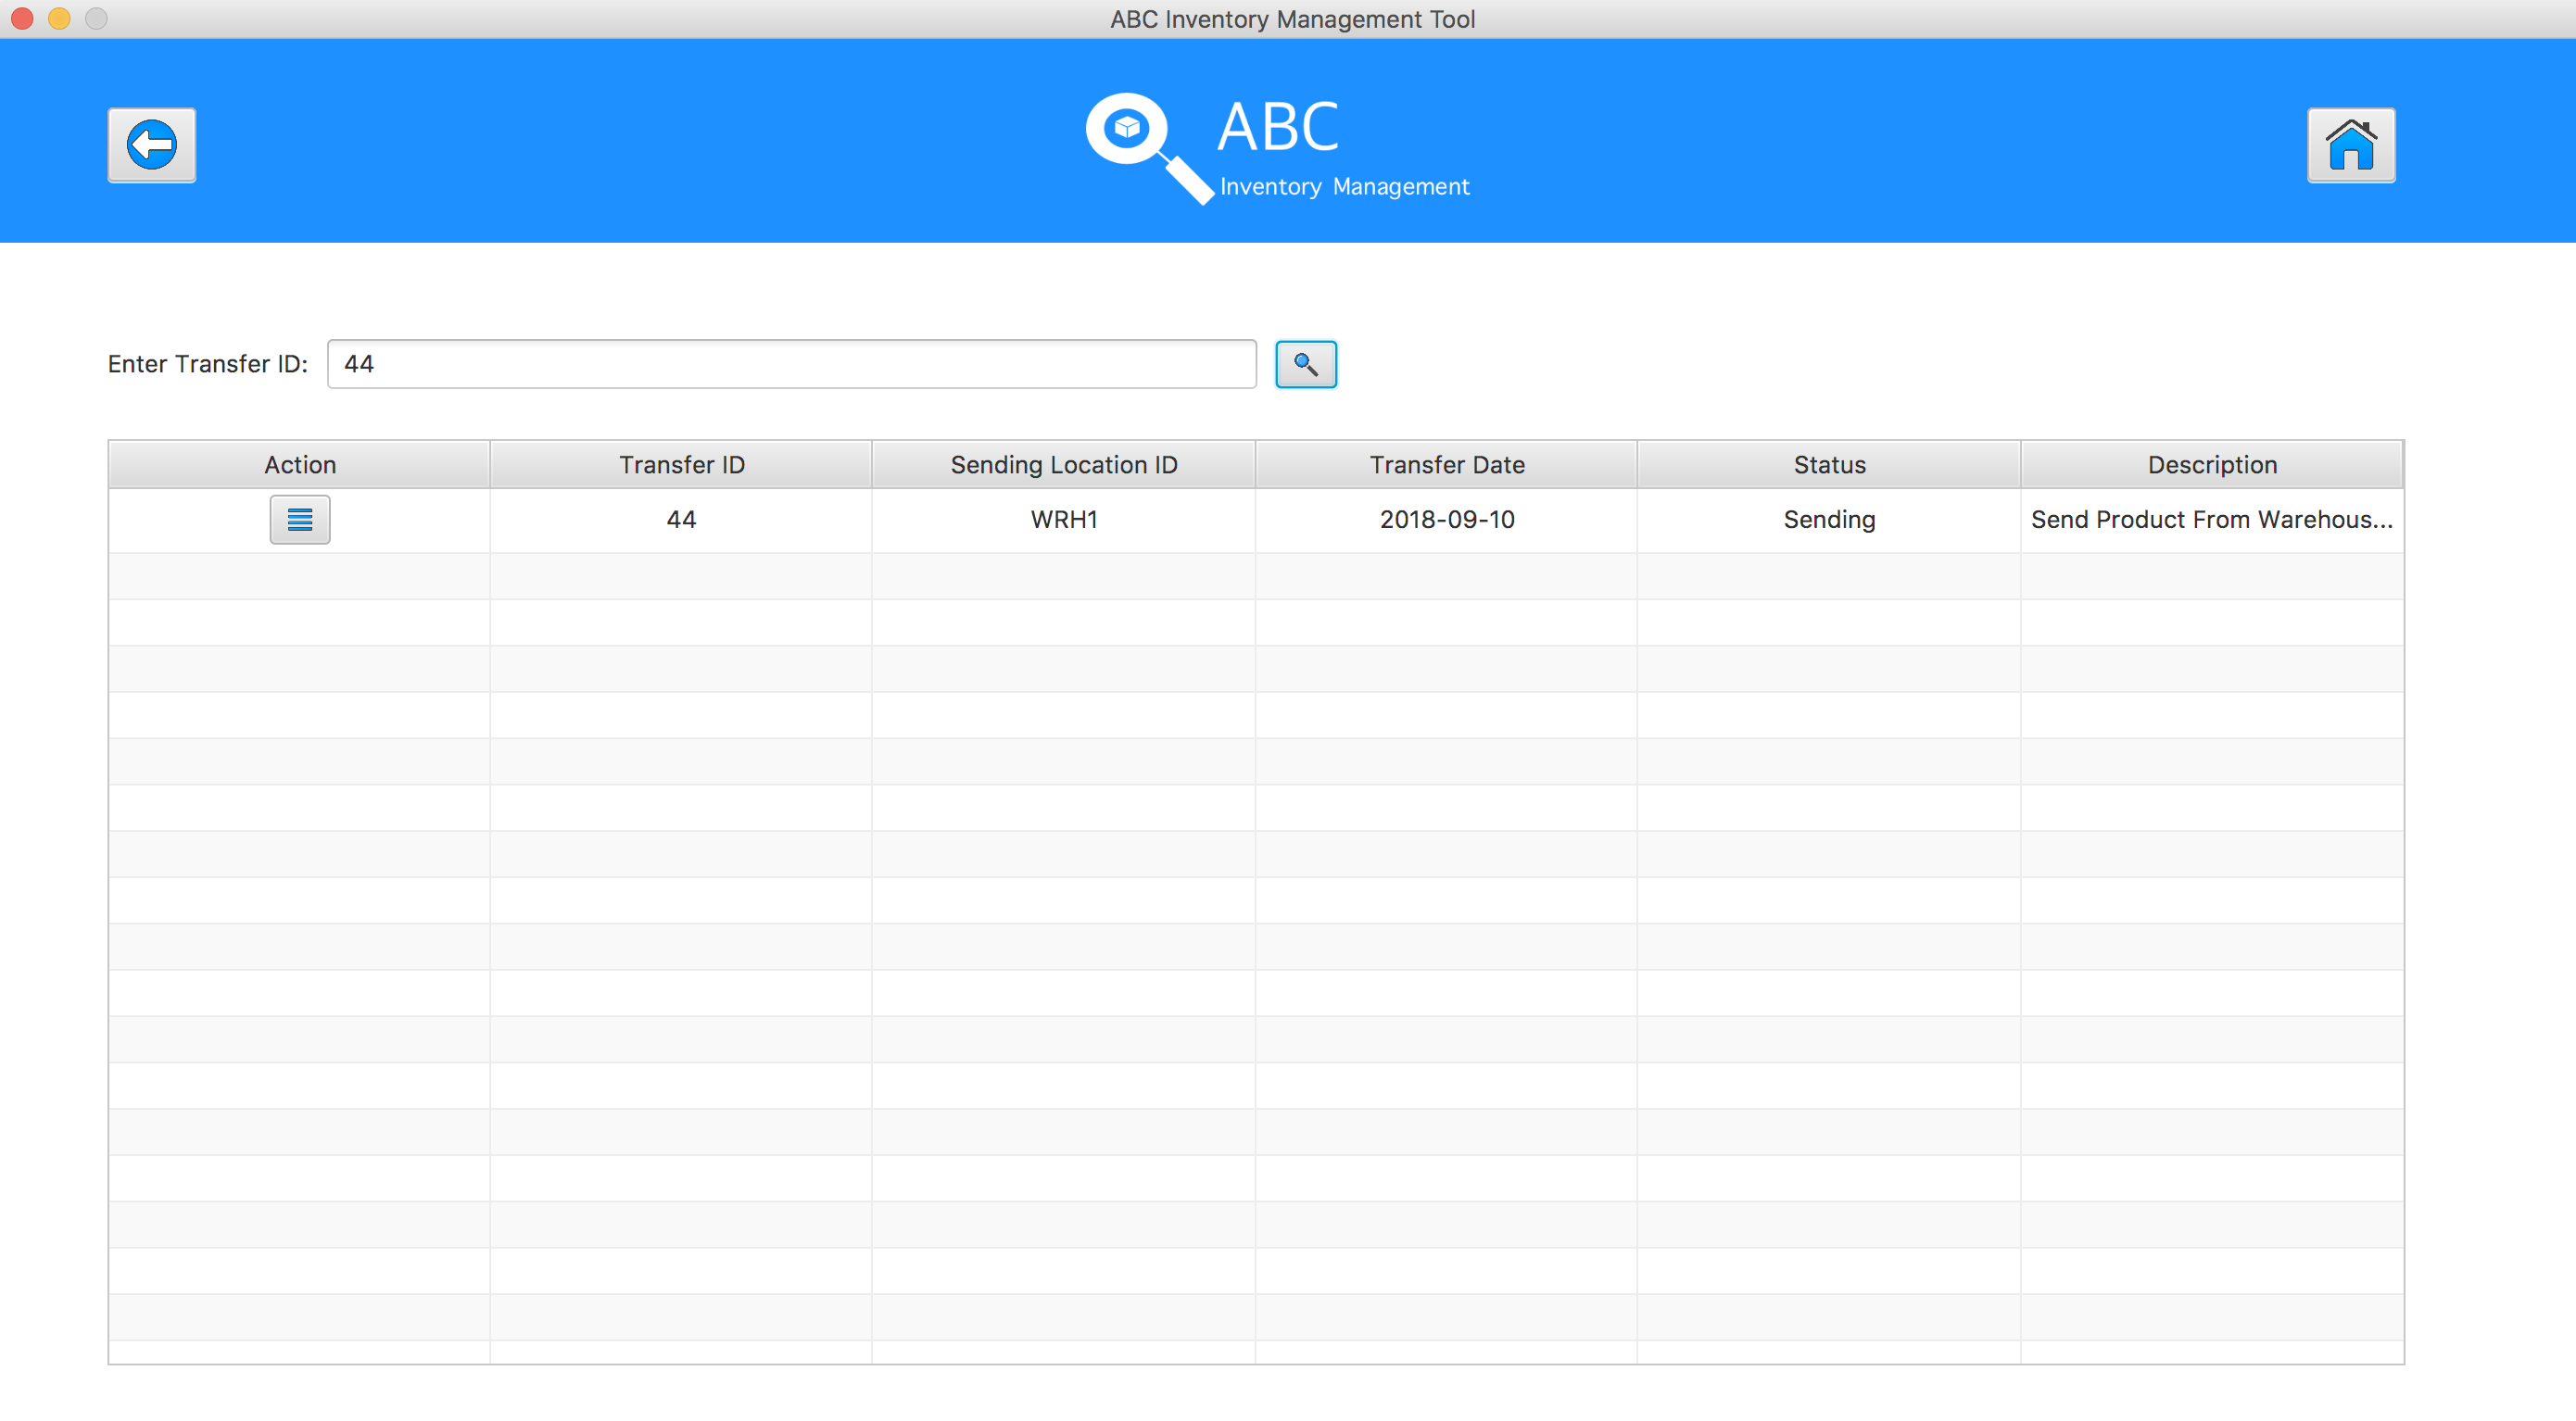 ABC Inventory Management Tool
ABC
Inventory Management
Enter Transfer ID: 44
Action Transfer ID Sending Location ID Transfer Date Status Description
44 WRH1 2018-09-10 Sending Send Product From Warehous...